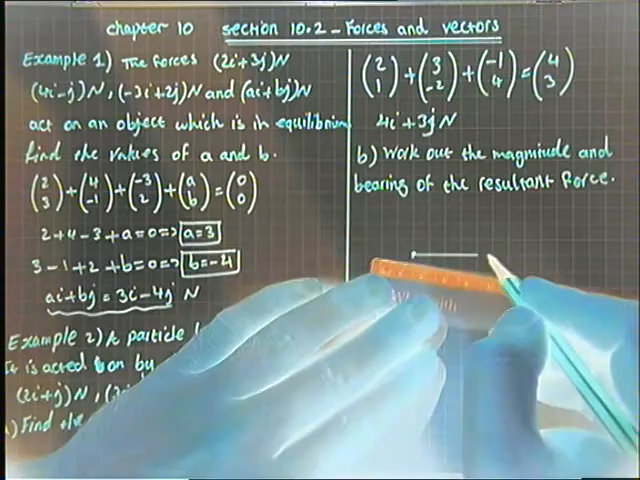 chapter 10 section 10.2 - Forces and vectors
Example 1) The forces (2i+3j)N
(4i-j)N, (-3i+2j)N and (ai+bj)N
act on an object which is in equilibrium
find the values of a and b.
(2 3)+(4 -1)+(-3 2)+(a b)=(0 0)
2+4-3+a=0=> a=3
3-1+2+b=0=> b=-4
ai+bj=3i-4j N
Example 2) A particle
It is acted on by
(2i+j)N,
) Find the
(2 1)+(3 -2)+(-1 4)=(4 3)
4i+3j N
b) Work out the magnitude and
bearing of the resultant force.